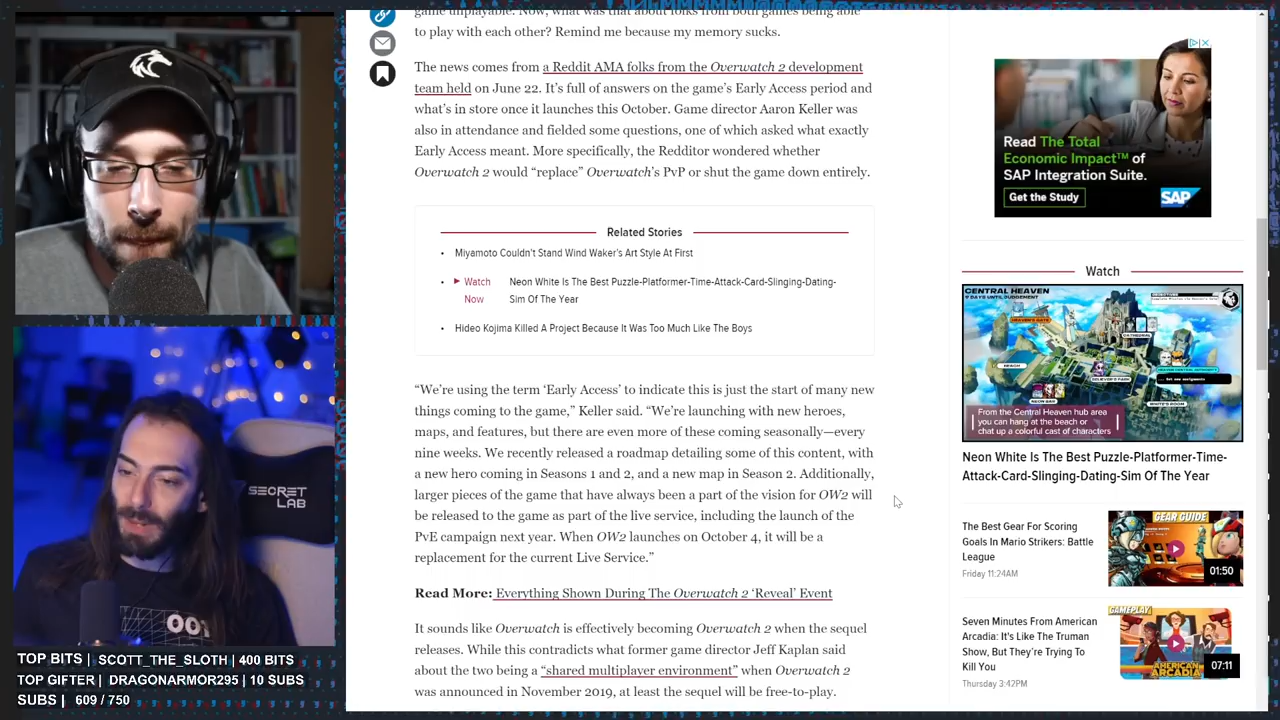 game unplayable. Now, what was that about folks from both games being able
to play with each other? Remind me because my memory sucks.
The news comes from a Reddit AMA folks from the Overwatch 2 development
team held on June 22. It's full of answers on the game's Early Access period and
what's in store once it launches this October. Game director Aaron Keller was
also in attendance and fielded some questions, one of which asked what exactly
Early Access meant. More specifically, the Redditor wondered whether
Overwatch 2 would “replace” Overwatch's PvP or shut the game down entirely.
Related Stories
• Miyamoto Couldn't Stand Wind Waker's Art Style At First
• Watch Now Neon White Is The Best Puzzle-Platformer-Time-Attack-Card-Slinging-Dating-
Sim Of The Year
• Hideo Kojima Killed A Project Because It Was Too Much Like The Boys
“We're using the term ‘Early Access’ to indicate this is just the start of many new
things coming to the game,” Keller said. “We're launching with new heroes,
maps, and features, but there are even more of these coming seasonally—every
nine weeks. We recently released a roadmap detailing some of this content, with
a new hero coming in Seasons 1 and 2, and a new map in Season 2. Additionally,
larger pieces of the game that have always been a part of the vision for OW2 will
be released to the game as part of the live service, including the launch of the
PvE campaign next year. When OW2 launches on October 4, it will be a
replacement for the current Live Service.”
Read More: Everything Shown During The Overwatch 2 ‘Reveal’ Event
It sounds like Overwatch is effectively becoming Overwatch 2 when the sequel
releases. While this contradicts what former game director Jeff Kaplan said
about the two being a “shared multiplayer environment” when Overwatch 2
was announced in November 2019, at least the sequel will be free-to-play.
Read The Total
Economic Impact™ of
SAP Integration Suite.
Get the Study
SAP
Watch
CENTRAL HEAVEN
From the Central Heaven hub area
you can hang at the beach or
chat up a colorful cast of characters
Neon White Is The Best Puzzle-Platformer-Time-
Attack-Card-Slinging-Dating-Sim Of The Year
The Best Gear For Scoring
Goals In Mario Strikers: Battle
League
Friday 11:24AM
GEAR GUIDE
01:50
Seven Minutes From American
Arcadia: It's Like The Truman
Show, But They're Trying To
Kill You
Thursday 3:42PM
GAMEPLAY
AMERICAN
ARCADIA
07:11
SECRET
LAB
TOP BITS | SCOTT_THE_SLOTH | 400 BITS
TOP GIFTER | DRAGONARMOR295 | 10 SUBS
SUBS | 609 / 750